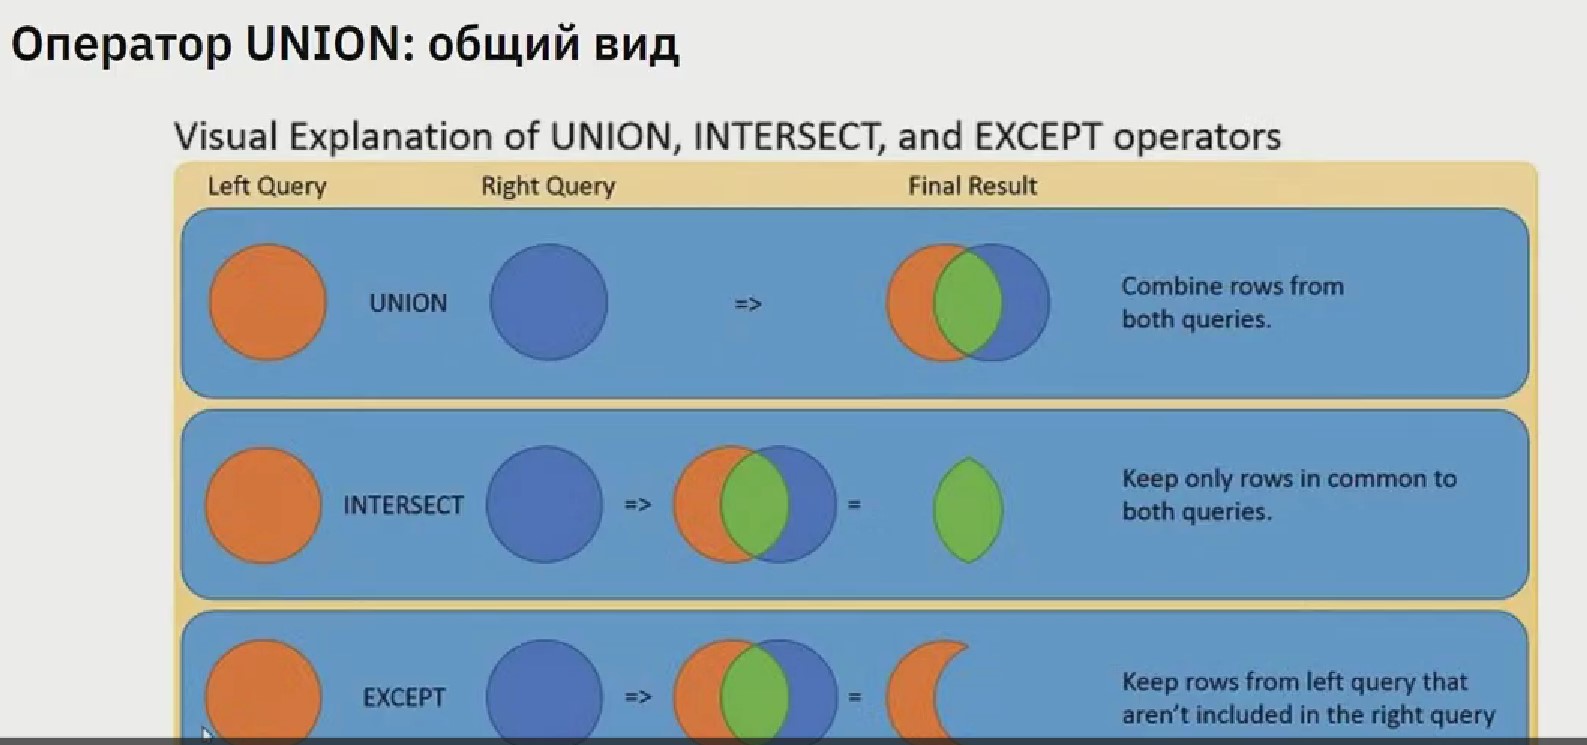 Оператор UNION: общий вид
Visual Explanation of UNION, INTERSECT, and EXCEPT operators
Left Query Right Query Final Result
UNION => Combine rows from
both queries.
INTERSECT => = Keep only rows in common to
both queries.
EXCEPT => = Keep rows from left query that
aren't included in the right query